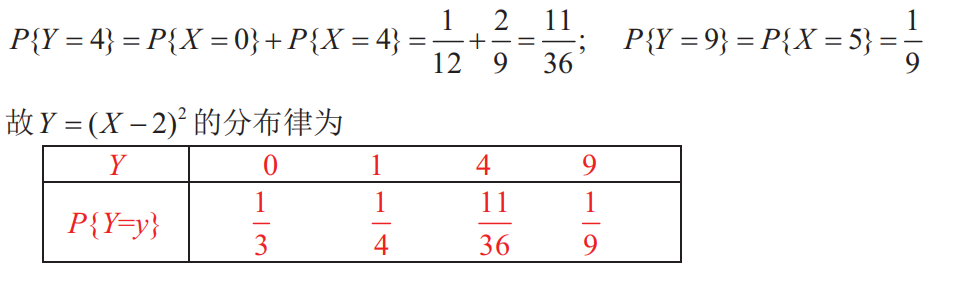 P{Y = 4} = P{X = 0} + P{X = 4} = 1/12 + 2/9 = 11/36; P{Y = 9} = P{X = 5} = 1/9
故Y = (X − 2)² 的分布律为
Y 0 1 4 9
P{Y=y} 1/3 1/4 11/36 1/9